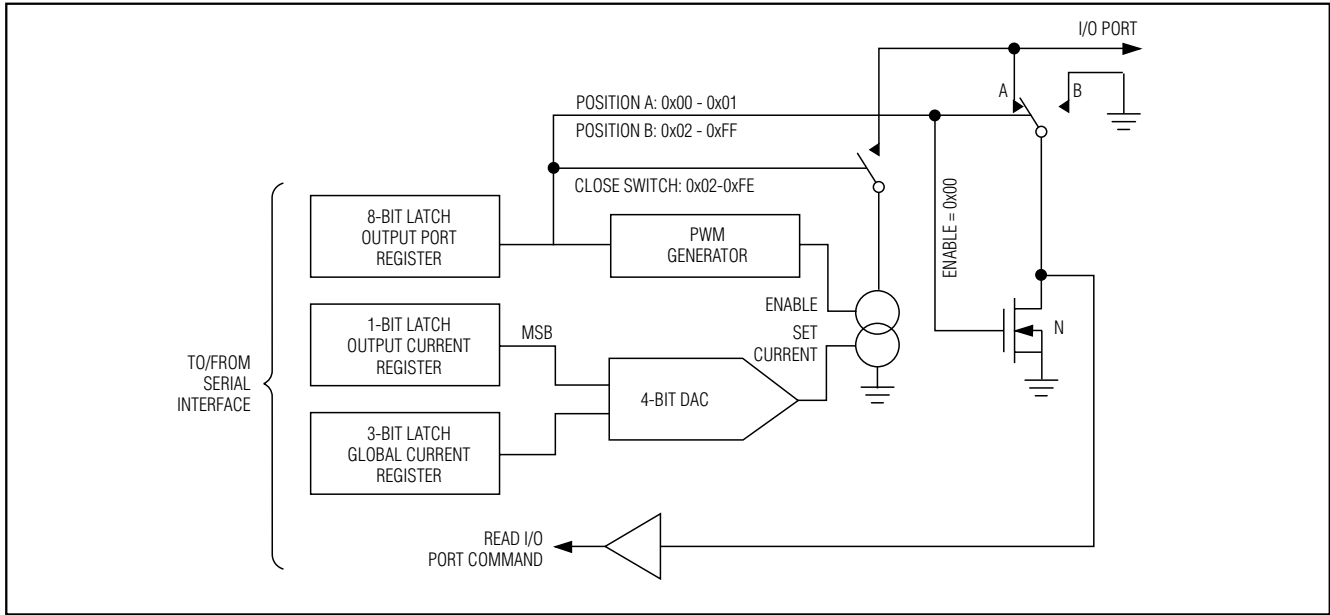 I/O PORT
A
B
POSITION A: 0x00 - 0x01
POSITION B: 0x02 - 0xFF
CLOSE SWITCH: 0x02-0xFE
ENABLE = 0x00
8-BIT LATCH
OUTPUT PORT
REGISTER
PWM
GENERATOR
ENABLE
SET
CURRENT
N
1-BIT LATCH
OUTPUT CURRENT
REGISTER
MSB
4-BIT DAC
TO/FROM
SERIAL
INTERFACE
3-BIT LATCH
GLOBAL CURRENT
REGISTER
READ I/O
PORT COMMAND